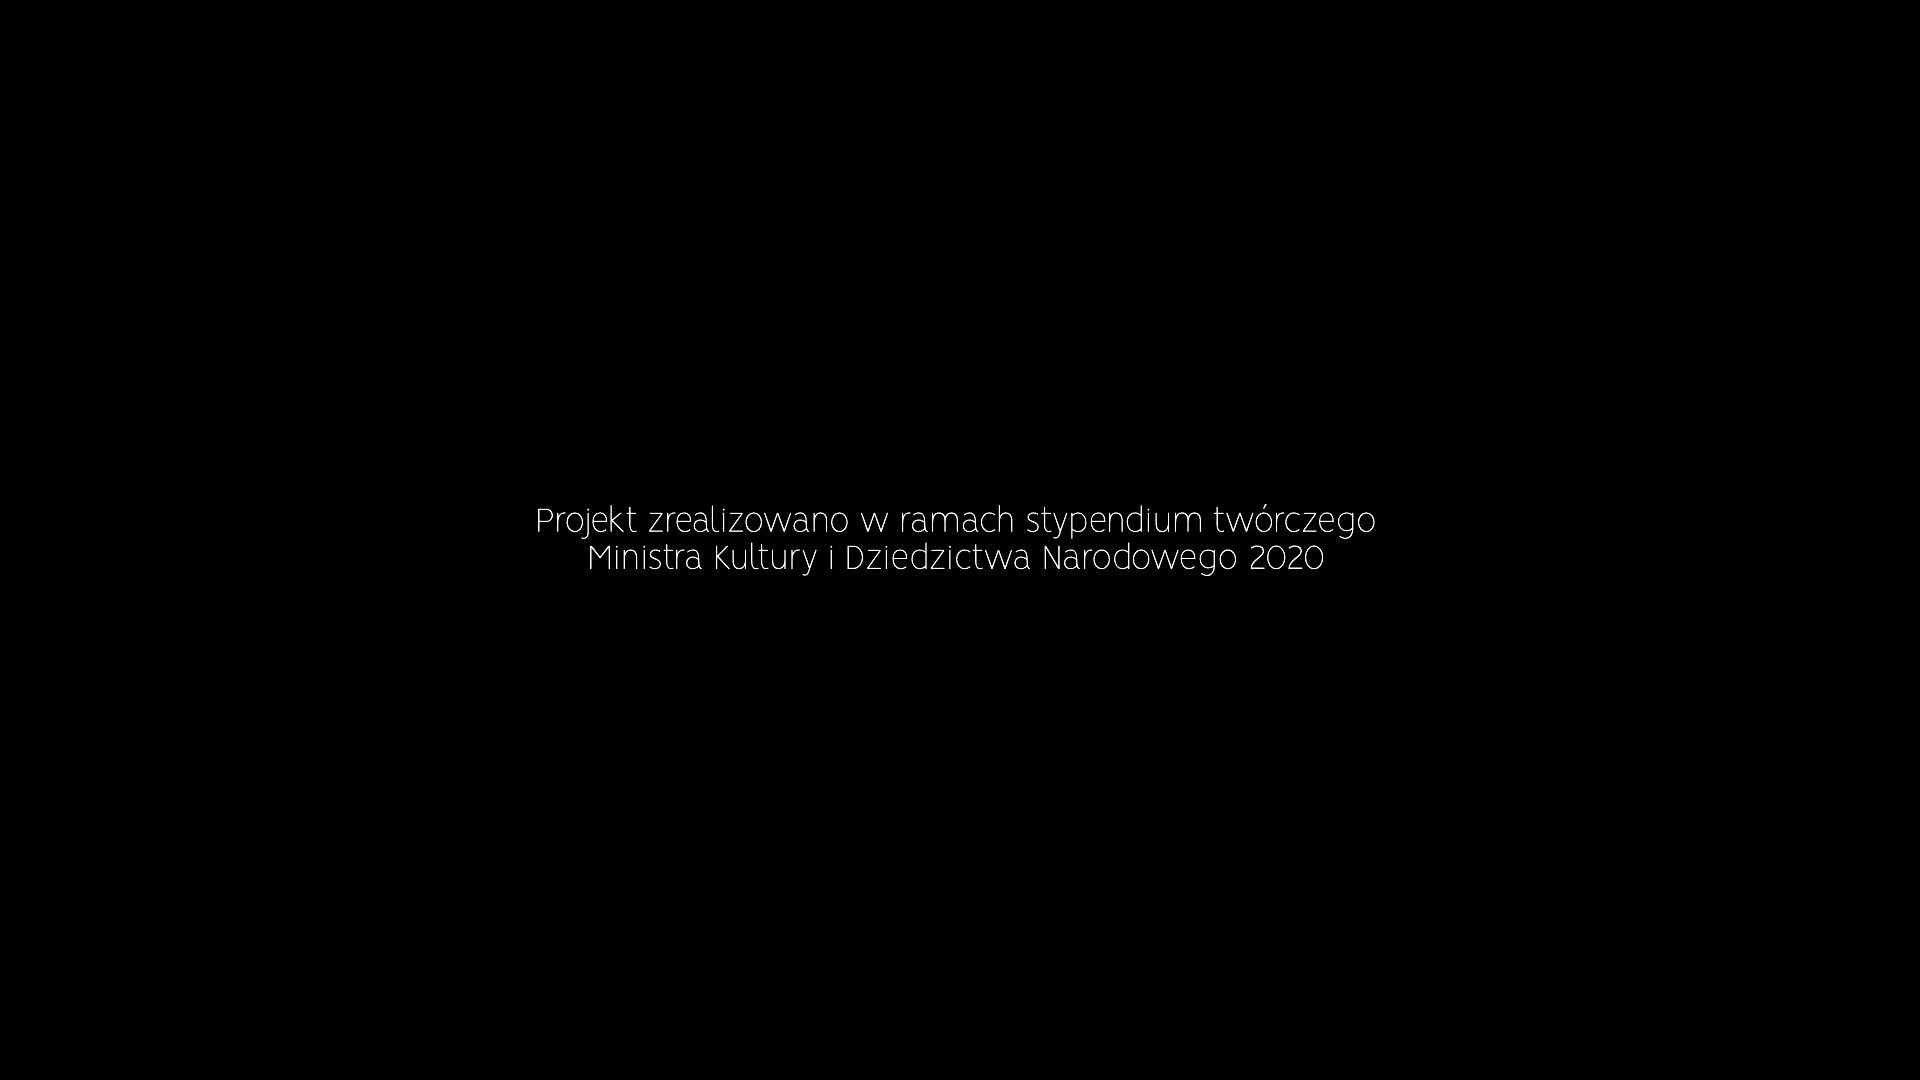 Projekt zrealizowano w ramach stypendium twórczego
Ministra Kultury i Dziedzictwa Narodowego 2020